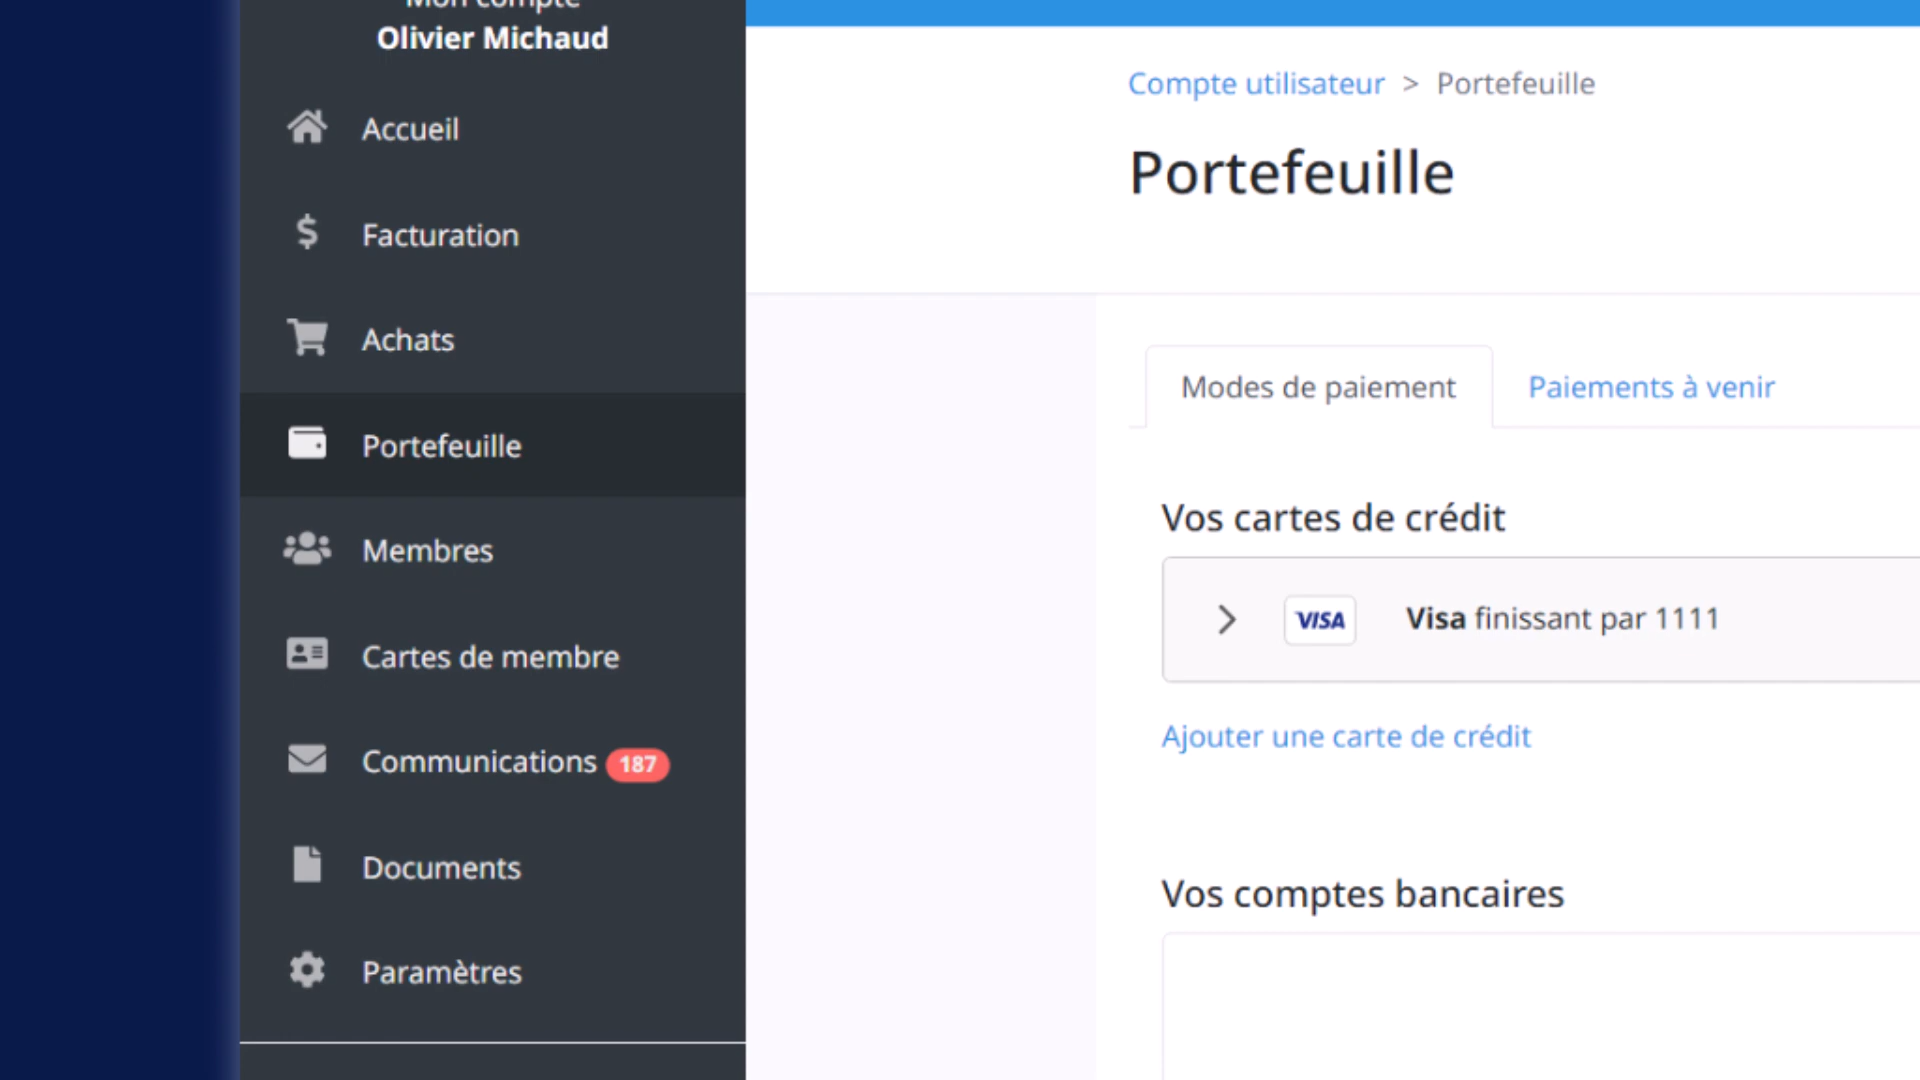 Mon compte
Olivier Michaud
Accueil
Facturation
Achats
Portefeuille
Membres
Cartes de membre
Communications 187
Documents
Paramètres
Compte utilisateur > Portefeuille
Portefeuille
Modes de paiement
Paiements à venir
Vos cartes de crédit
VISA Visa finissant par 1111
Ajouter une carte de crédit
Vos comptes bancaires